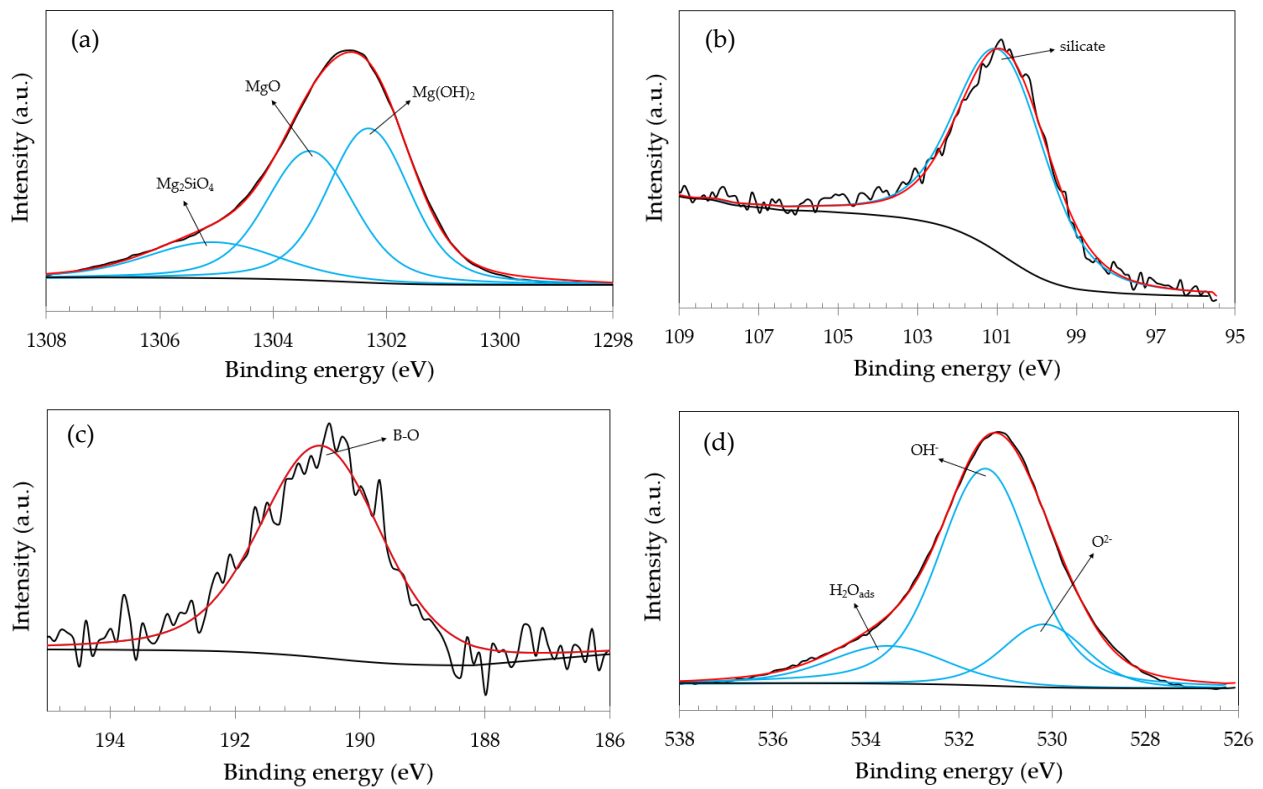 (a)
Intensity (a.u.)
MgO
Mg(OH)₂
Mg₂SiO₄
1308 1306 1304 1302 1300 1298
Binding energy (eV)
(b)
Intensity (a.u.)
silicate
109 107 105 103 101 99 97 95
Binding energy (eV)
(c)
Intensity (a.u.)
B-O
194 192 190 188 186
Binding energy (eV)
(d)
Intensity (a.u.)
OH⁻
O²⁻
H₂Oₐds
538 536 534 532 530 528 526
Binding energy (eV)